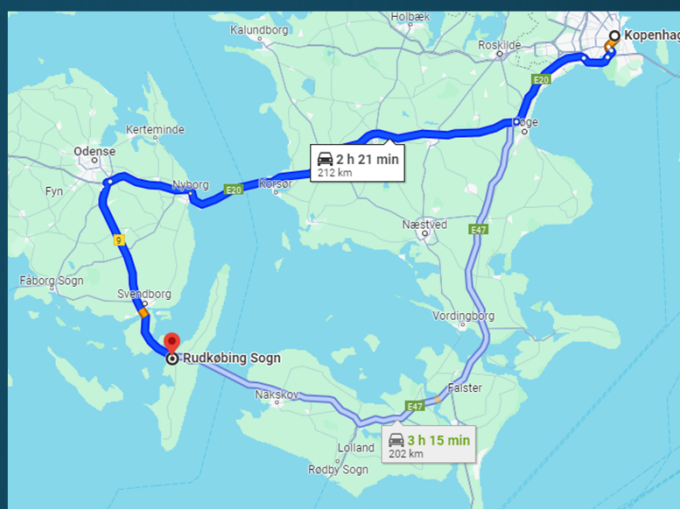 Holbæk
Kalundborg
Kopenhag
Roskilde
E20
Kerteminde
Odense
2 h 21 min
212 km
Fyn
Nyborg
E20
Korsør
Næstved
E47
9
Fåborg Sogn
Svendborg
Vordingborg
Rudkøbing Sogn
Nakskov
Falster
E47
3 h 15 min
202 km
Lolland
Rødby Sogn